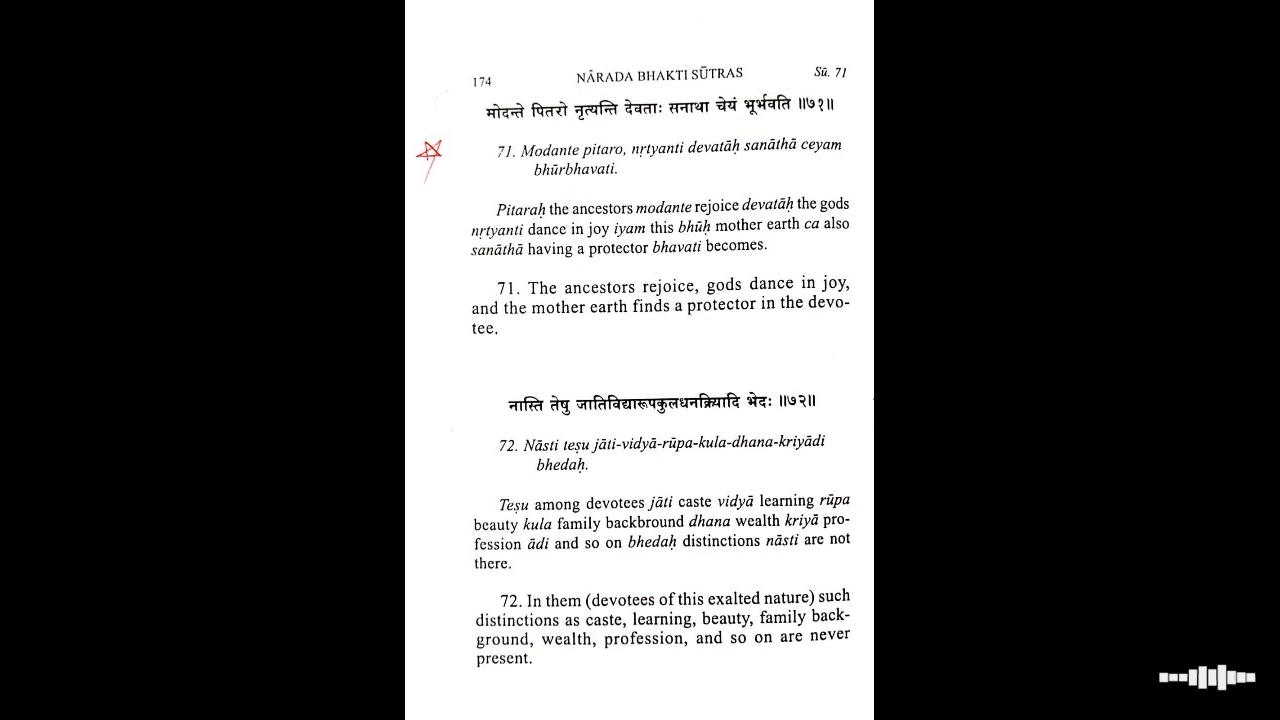 174 NĀRADA BHAKTI SŪTRAS Sū. 71
मोदन्ते पितरो नृत्यन्ति देवताः सनाथा चेयं भूर्भवति ॥७१॥
71. Modante pitaro, nṛtyanti devatāḥ sanāthā ceyam
bhūrbhavati.
Pitaraḥ the ancestors modante rejoice devatāḥ the gods
nṛtyanti dance in joy iyam this bhūḥ mother earth ca also
sanāthā having a protector bhavati becomes.
71. The ancestors rejoice, gods dance in joy,
and the mother earth finds a protector in the devo-
tee.
नास्ति तेषु जातिविद्यारूपकुलधनक्रियादि भेदः ॥७२॥
72. Nāsti teṣu jāti-vidyā-rūpa-kula-dhana-kriyādi
bhedaḥ.
Teṣu among devotees jāti caste vidyā learning rūpa
beauty kula family backbround dhana wealth kriyā pro-
fession ādi and so on bhedaḥ distinctions nāsti are not
there.
72. In them (devotees of this exalted nature) such
distinctions as caste, learning, beauty, family back-
ground, wealth, profession, and so on are never
present.